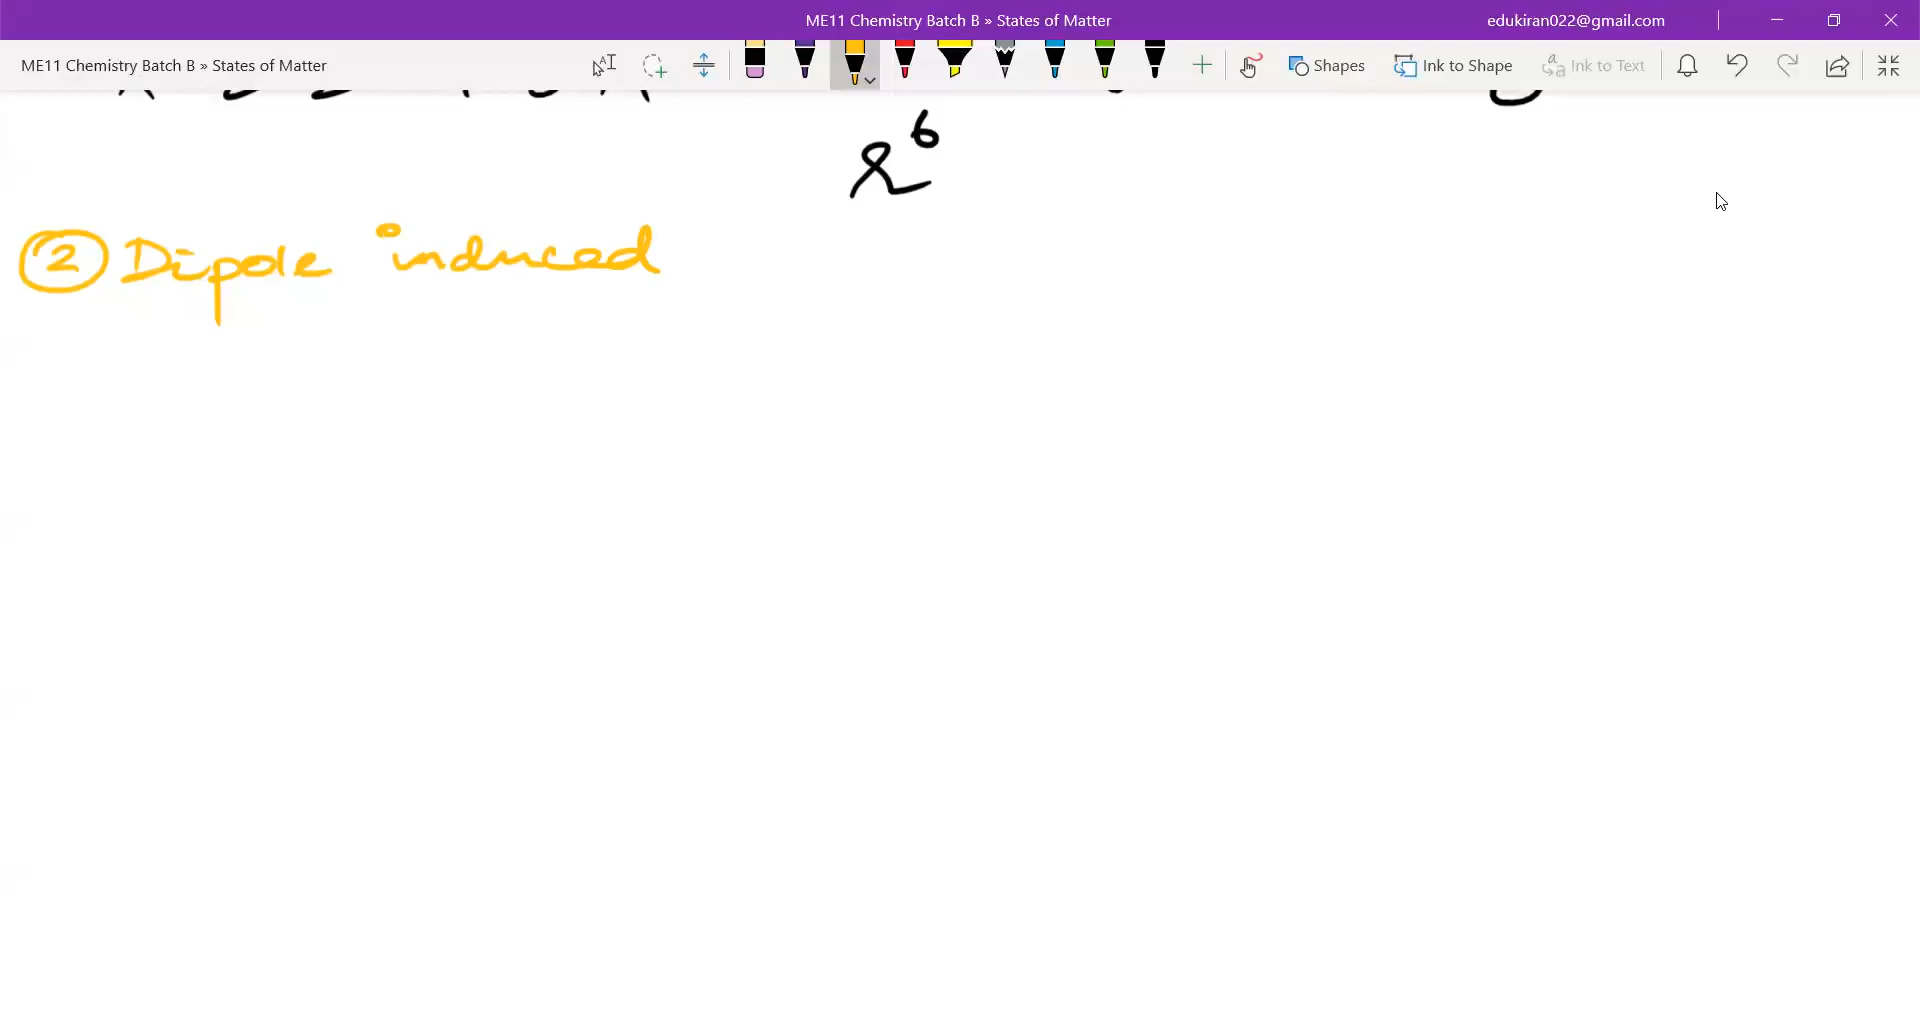 ME11 Chemistry Batch B » States of Matter
edukiran022@gmail.com
ME11 Chemistry Batch B » States of Matter
Shapes
Ink to Shape
Ink to Text
r⁶
② Dipole induced